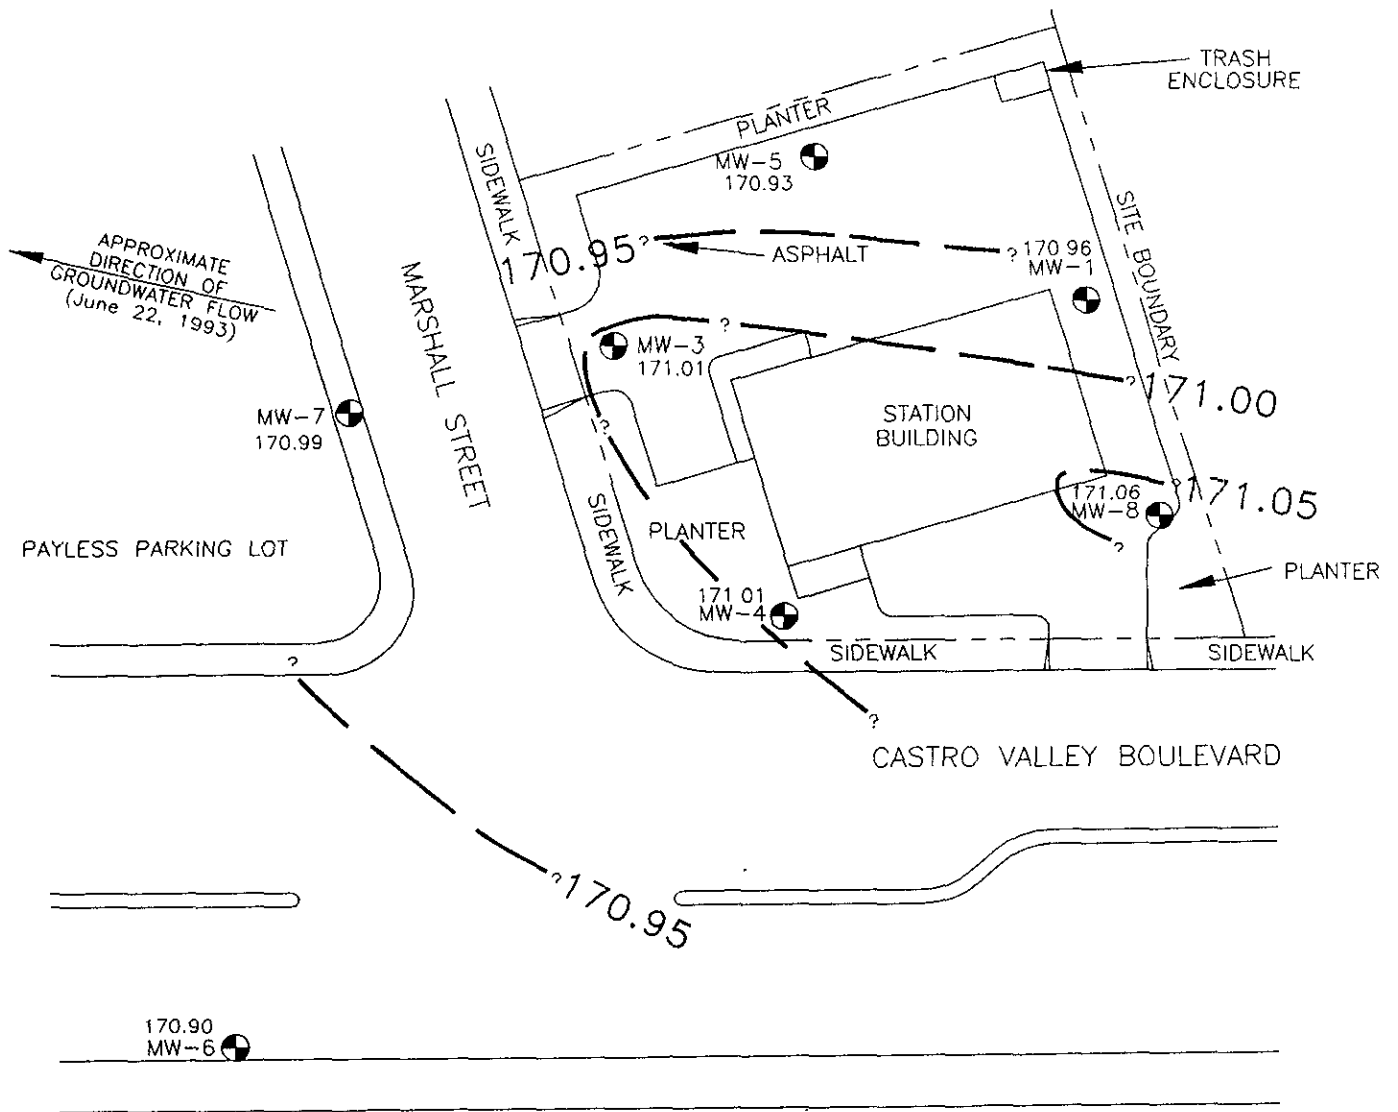 TRASH
ENCLOSURE
PLANTER
SIDEWALK
MW-5
170.93
SITE BOUNDARY
APPROXIMATE
DIRECTION OF
GROUNDWATER FLOW
(June 22, 1993)
170.95?
ASPHALT
? 170 96
MW-1
MARSHALL STREET
?
MW-3
171.01
?171.00
MW-7
170.99
STATION
BUILDING
?
171.06
MW-8
?171.05
?
SIDEWALK
PLANTER
PAYLESS PARKING LOT
PLANTER
171 01
MW-4
SIDEWALK
SIDEWALK
?
?
CASTRO VALLEY BOULEVARD
?170.95
170.90
MW-6